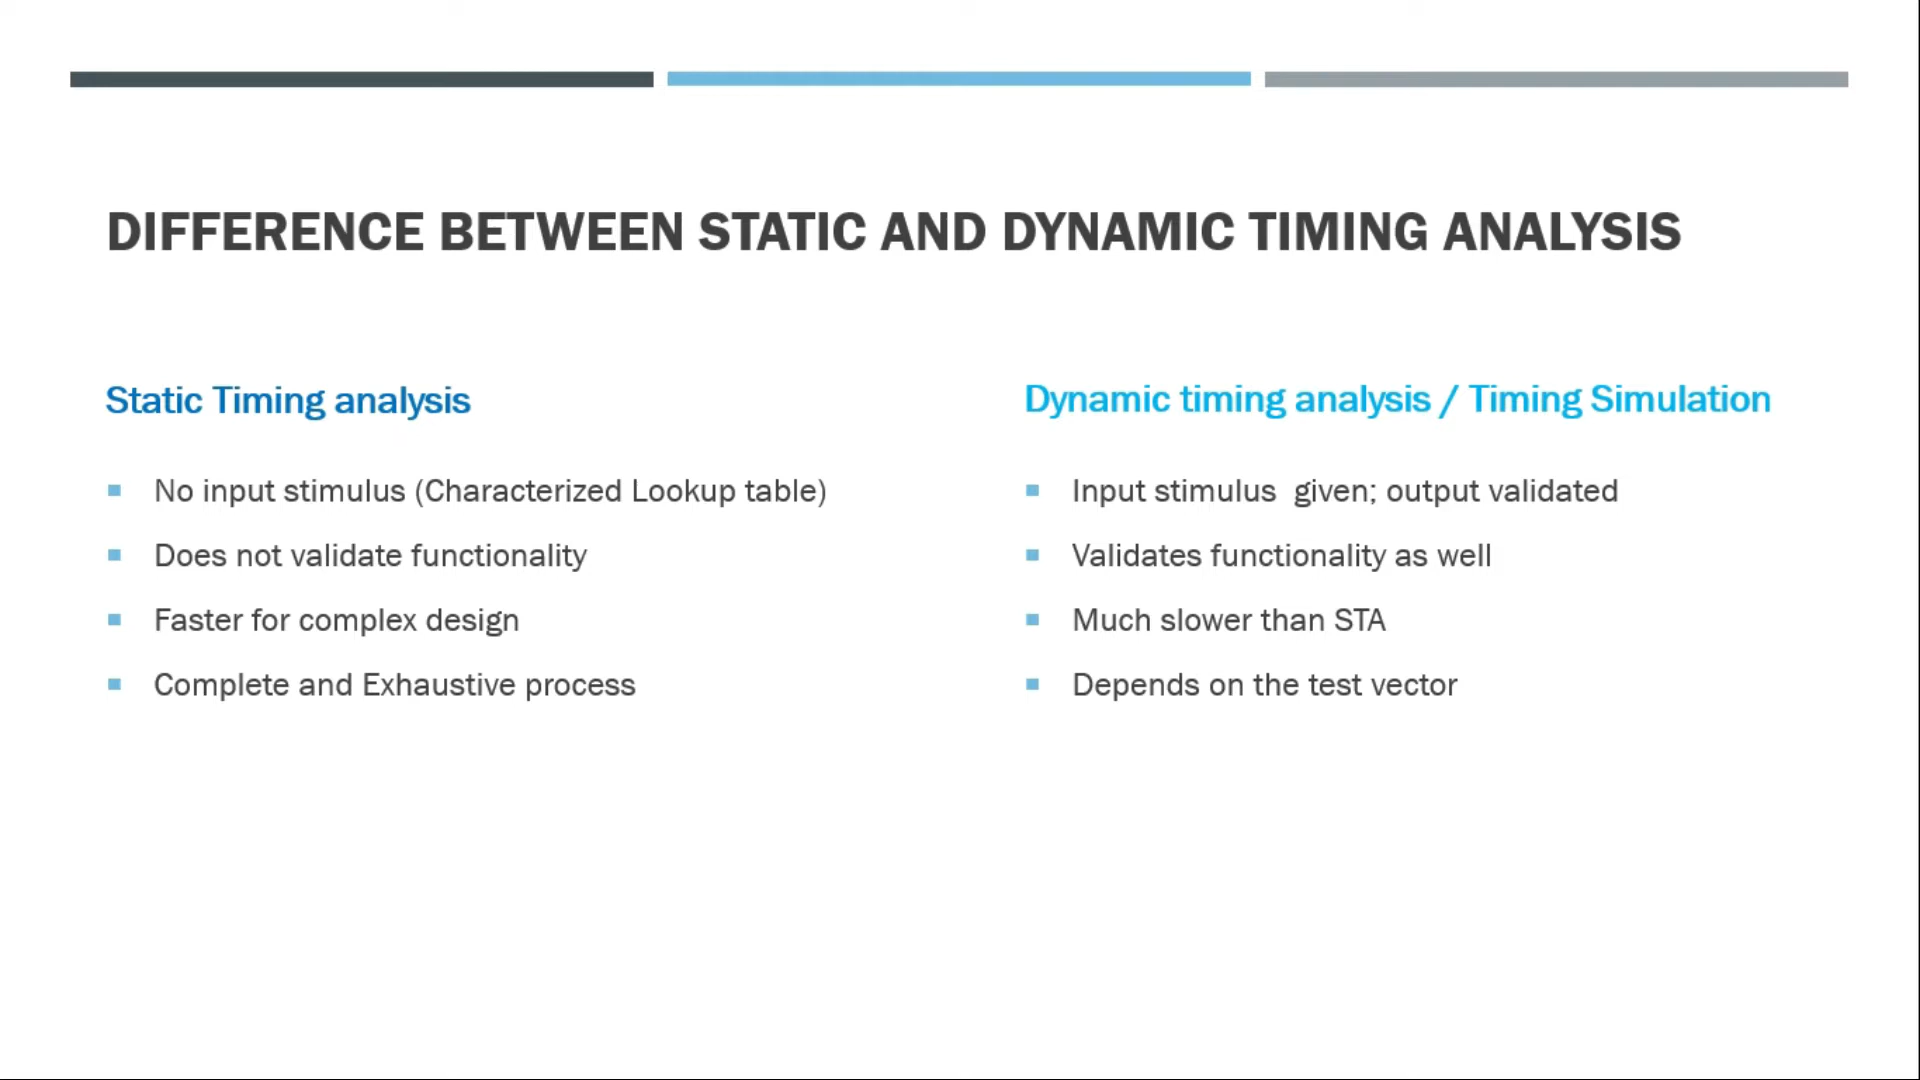 DIFFERENCE BETWEEN STATIC AND DYNAMIC TIMING ANALYSIS
Static Timing analysis
No input stimulus (Characterized Lookup table)
Does not validate functionality
Faster for complex design
Complete and Exhaustive process
Dynamic timing analysis / Timing Simulation
Input stimulus given; output validated
Validates functionality as well
Much slower than STA
Depends on the test vector